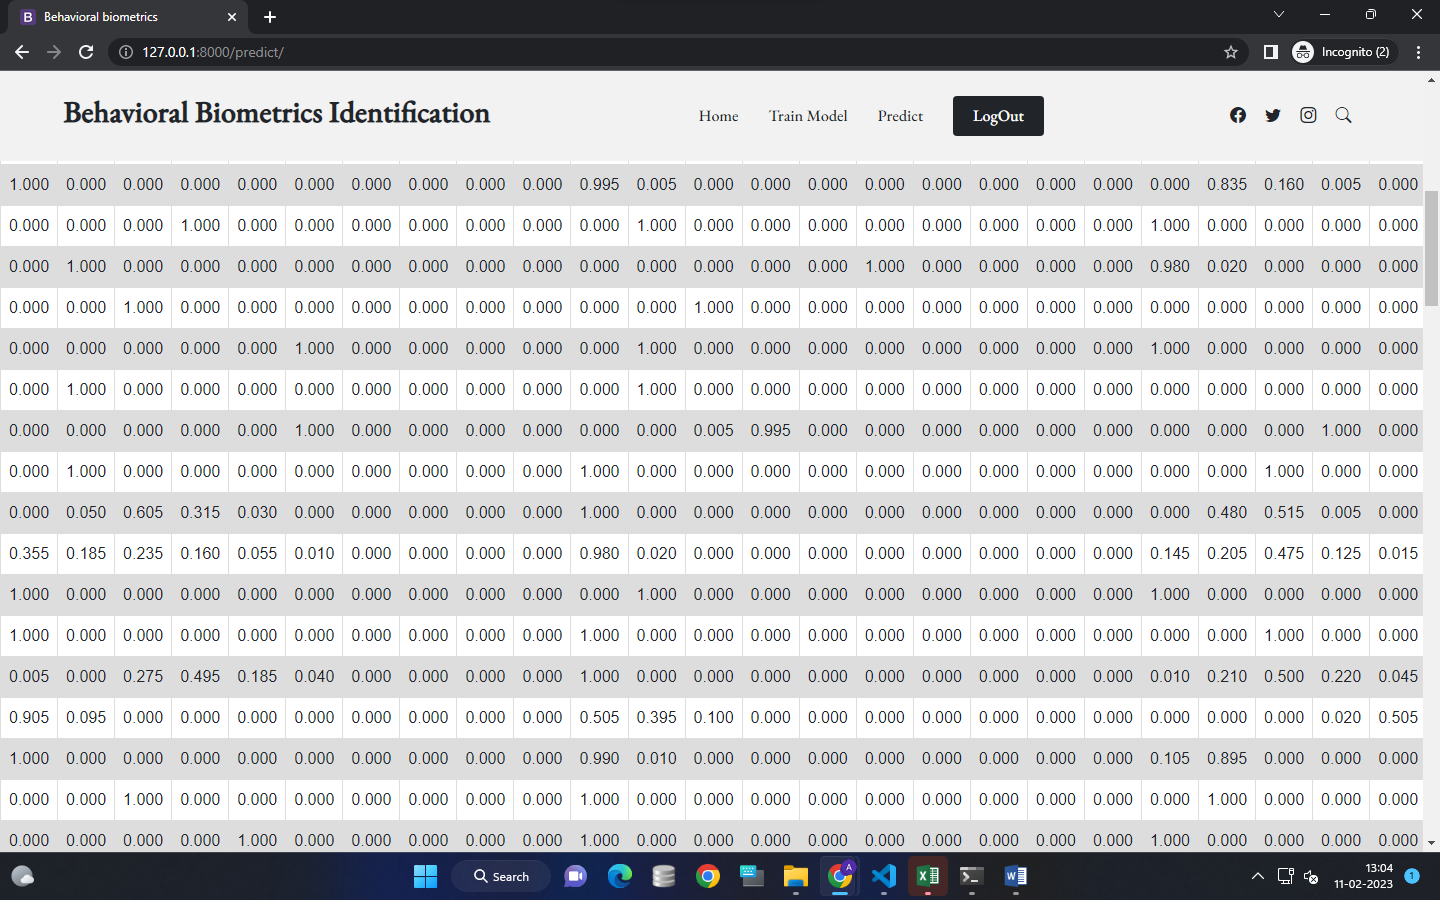 Behavioral biometrics
127.0.0.1:8000/predict/
Incognito (2)
Behavioral Biometrics Identification
Home Train Model Predict LogOut
1.000 0.000 0.000 0.000 0.000 0.000 0.000 0.000 0.000 0.000 0.995 0.005 0.000 0.000 0.000 0.000 0.000 0.000 0.000 0.000 0.000 0.835 0.160 0.005 0.000
0.000 0.000 0.000 1.000 0.000 0.000 0.000 0.000 0.000 0.000 0.000 1.000 0.000 0.000 0.000 0.000 0.000 0.000 0.000 0.000 1.000 0.000 0.000 0.000 0.000
0.000 1.000 0.000 0.000 0.000 0.000 0.000 0.000 0.000 0.000 0.000 0.000 0.000 0.000 0.000 1.000 0.000 0.000 0.000 0.000 0.980 0.020 0.000 0.000 0.000
0.000 0.000 1.000 0.000 0.000 0.000 0.000 0.000 0.000 0.000 0.000 0.000 1.000 0.000 0.000 0.000 0.000 0.000 0.000 0.000 0.000 0.000 0.000 0.000 0.000
0.000 0.000 0.000 0.000 0.000 1.000 0.000 0.000 0.000 0.000 0.000 1.000 0.000 0.000 0.000 0.000 0.000 0.000 0.000 0.000 1.000 0.000 0.000 0.000 0.000
0.000 1.000 0.000 0.000 0.000 0.000 0.000 0.000 0.000 0.000 0.000 1.000 0.000 0.000 0.000 0.000 0.000 0.000 0.000 0.000 0.000 0.000 0.000 0.000 0.000
0.000 0.000 0.000 0.000 0.000 1.000 0.000 0.000 0.000 0.000 0.000 0.000 0.005 0.995 0.000 0.000 0.000 0.000 0.000 0.000 0.000 0.000 0.000 1.000 0.000
0.000 1.000 0.000 0.000 0.000 0.000 0.000 0.000 0.000 0.000 1.000 0.000 0.000 0.000 0.000 0.000 0.000 0.000 0.000 0.000 0.000 0.000 1.000 0.000 0.000
0.000 0.050 0.605 0.315 0.030 0.000 0.000 0.000 0.000 0.000 1.000 0.000 0.000 0.000 0.000 0.000 0.000 0.000 0.000 0.000 0.000 0.480 0.515 0.005 0.000
0.355 0.185 0.235 0.160 0.055 0.010 0.000 0.000 0.000 0.000 0.980 0.020 0.000 0.000 0.000 0.000 0.000 0.000 0.000 0.000 0.145 0.205 0.475 0.125 0.015
1.000 0.000 0.000 0.000 0.000 0.000 0.000 0.000 0.000 0.000 0.000 1.000 0.000 0.000 0.000 0.000 0.000 0.000 0.000 0.000 1.000 0.000 0.000 0.000 0.000
1.000 0.000 0.000 0.000 0.000 0.000 0.000 0.000 0.000 0.000 1.000 0.000 0.000 0.000 0.000 0.000 0.000 0.000 0.000 0.000 0.000 0.000 1.000 0.000 0.000
0.005 0.000 0.275 0.495 0.185 0.040 0.000 0.000 0.000 0.000 1.000 0.000 0.000 0.000 0.000 0.000 0.000 0.000 0.000 0.000 0.010 0.210 0.500 0.220 0.045
0.905 0.095 0.000 0.000 0.000 0.000 0.000 0.000 0.000 0.000 0.505 0.395 0.100 0.000 0.000 0.000 0.000 0.000 0.000 0.000 0.000 0.000 0.000 0.020 0.505
1.000 0.000 0.000 0.000 0.000 0.000 0.000 0.000 0.000 0.000 0.990 0.010 0.000 0.000 0.000 0.000 0.000 0.000 0.000 0.000 0.105 0.895 0.000 0.000 0.000
0.000 0.000 1.000 0.000 0.000 0.000 0.000 0.000 0.000 0.000 1.000 0.000 0.000 0.000 0.000 0.000 0.000 0.000 0.000 0.000 0.000 1.000 0.000 0.000 0.000
0.000 0.000 0.000 0.000 1.000 0.000 0.000 0.000 0.000 0.000 1.000 0.000 0.000 0.000 0.000 0.000 0.000 0.000 0.000 0.000 1.000 0.000 0.000 0.000 0.000
Search
13:04
11-02-2023
1